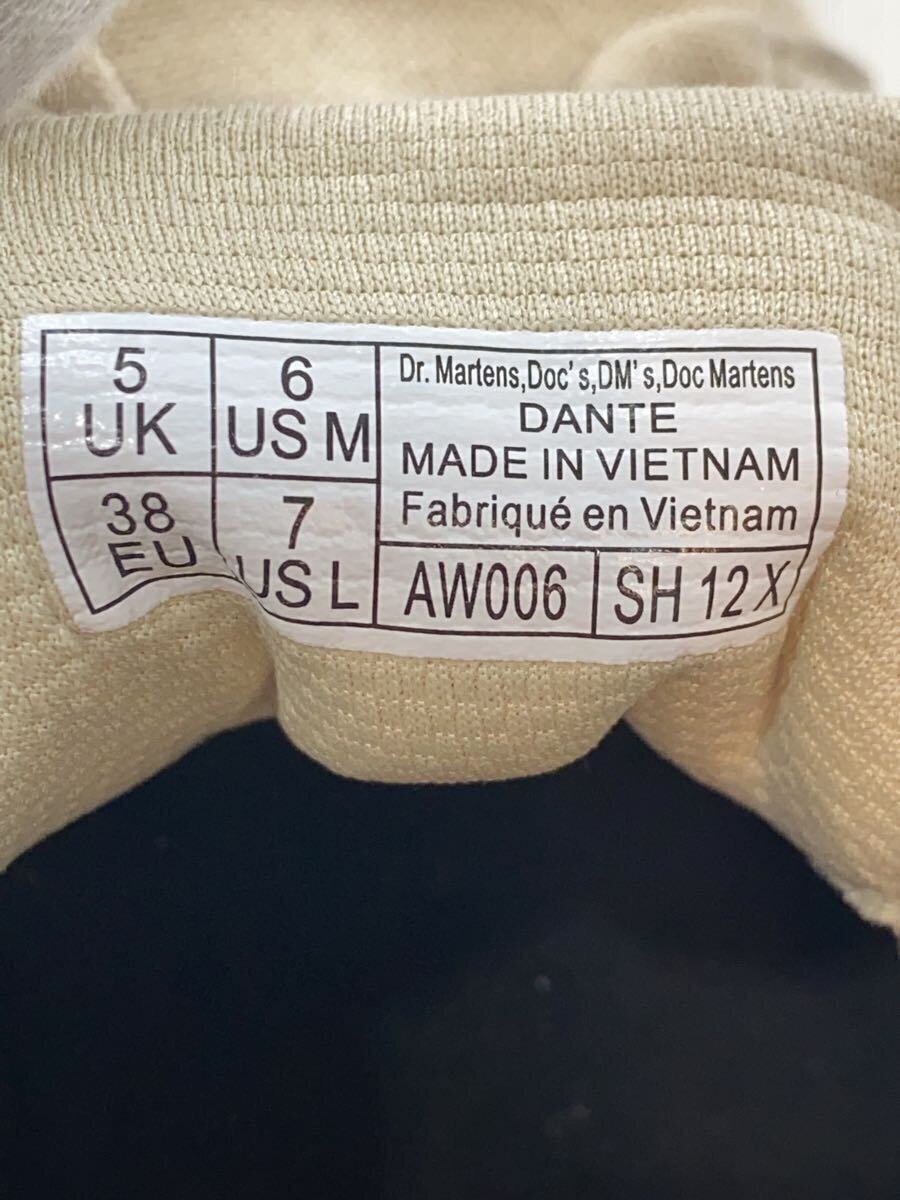 5
UK
6
US M
38
EU
7
US L
Dr. Martens,Doc's,DM's,Doc Martens
DANTE
MADE IN VIETNAM
Fabriqué en Vietnam
AW006
SH 12 X